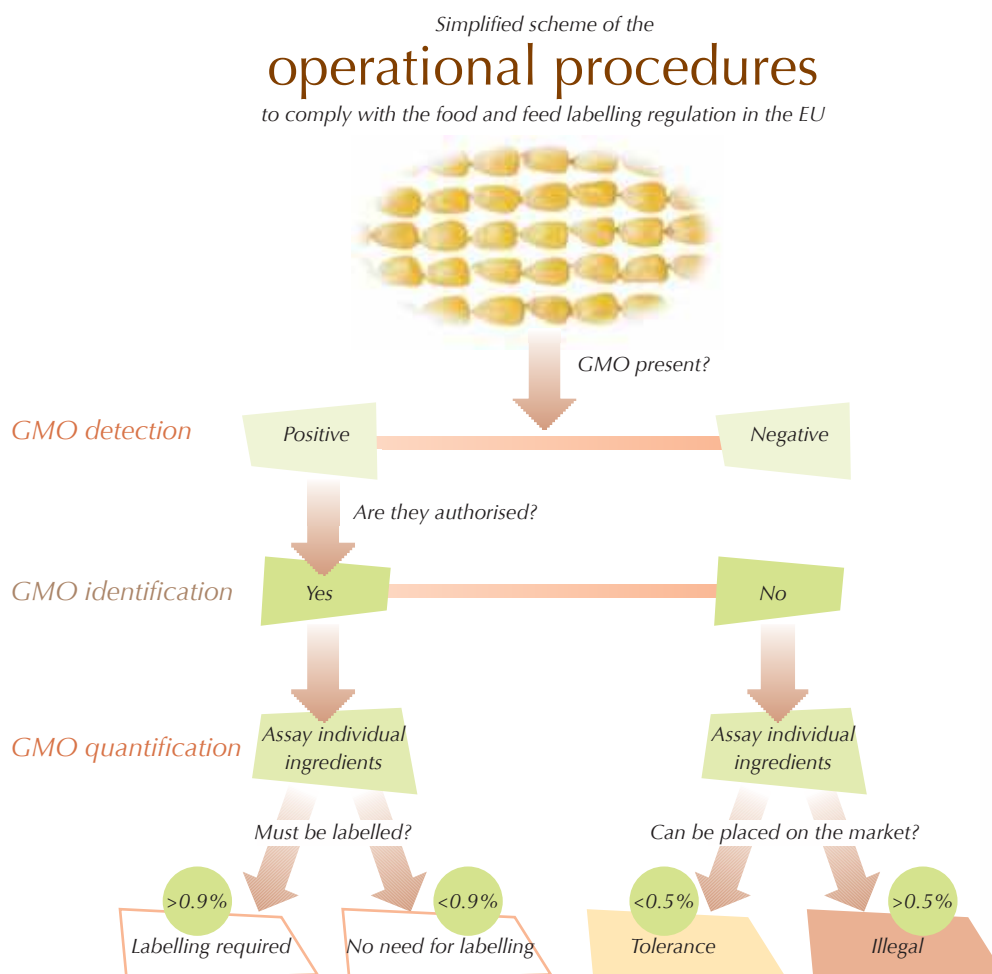 Simplified scheme of the
operational procedures
to comply with the food and feed labelling regulation in the EU
GMO present?
GMO detection
Positive
Negative
Are they authorised?
GMO identification
Yes
No
GMO quantification
Assay individual
ingredients
Assay individual
ingredients
Must be labelled?
Can be placed on the market?
>0.9%
<0.9%
<0.5%
>0.5%
Labelling required
No need for labelling
Tolerance
Illegal